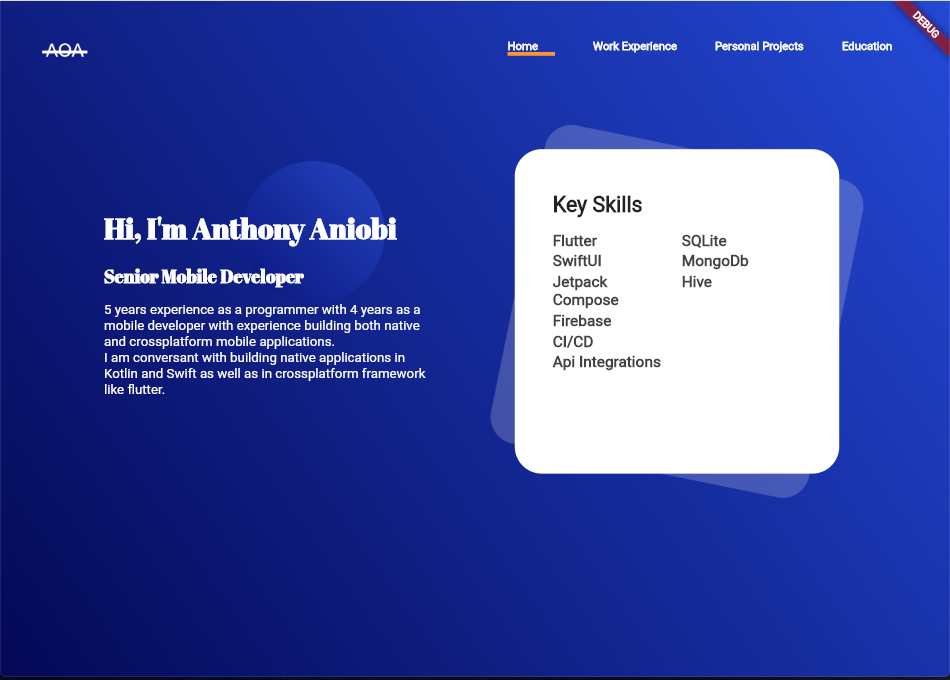 AOA
Home Work Experience Personal Projects Education
DEBUG
Hi, I'm Anthony Aniobi
Senior Mobile Developer
5 years experience as a programmer with 4 years as a
mobile developer with experience building both native
and crossplatform mobile applications.
I am conversant with building native applications in
Kotlin and Swift as well as in crossplatform framework
like flutter.
Key Skills
Flutter
SwiftUI
Jetpack
Compose
Firebase
CI/CD
Api Integrations
SQLite
MongoDb
Hive